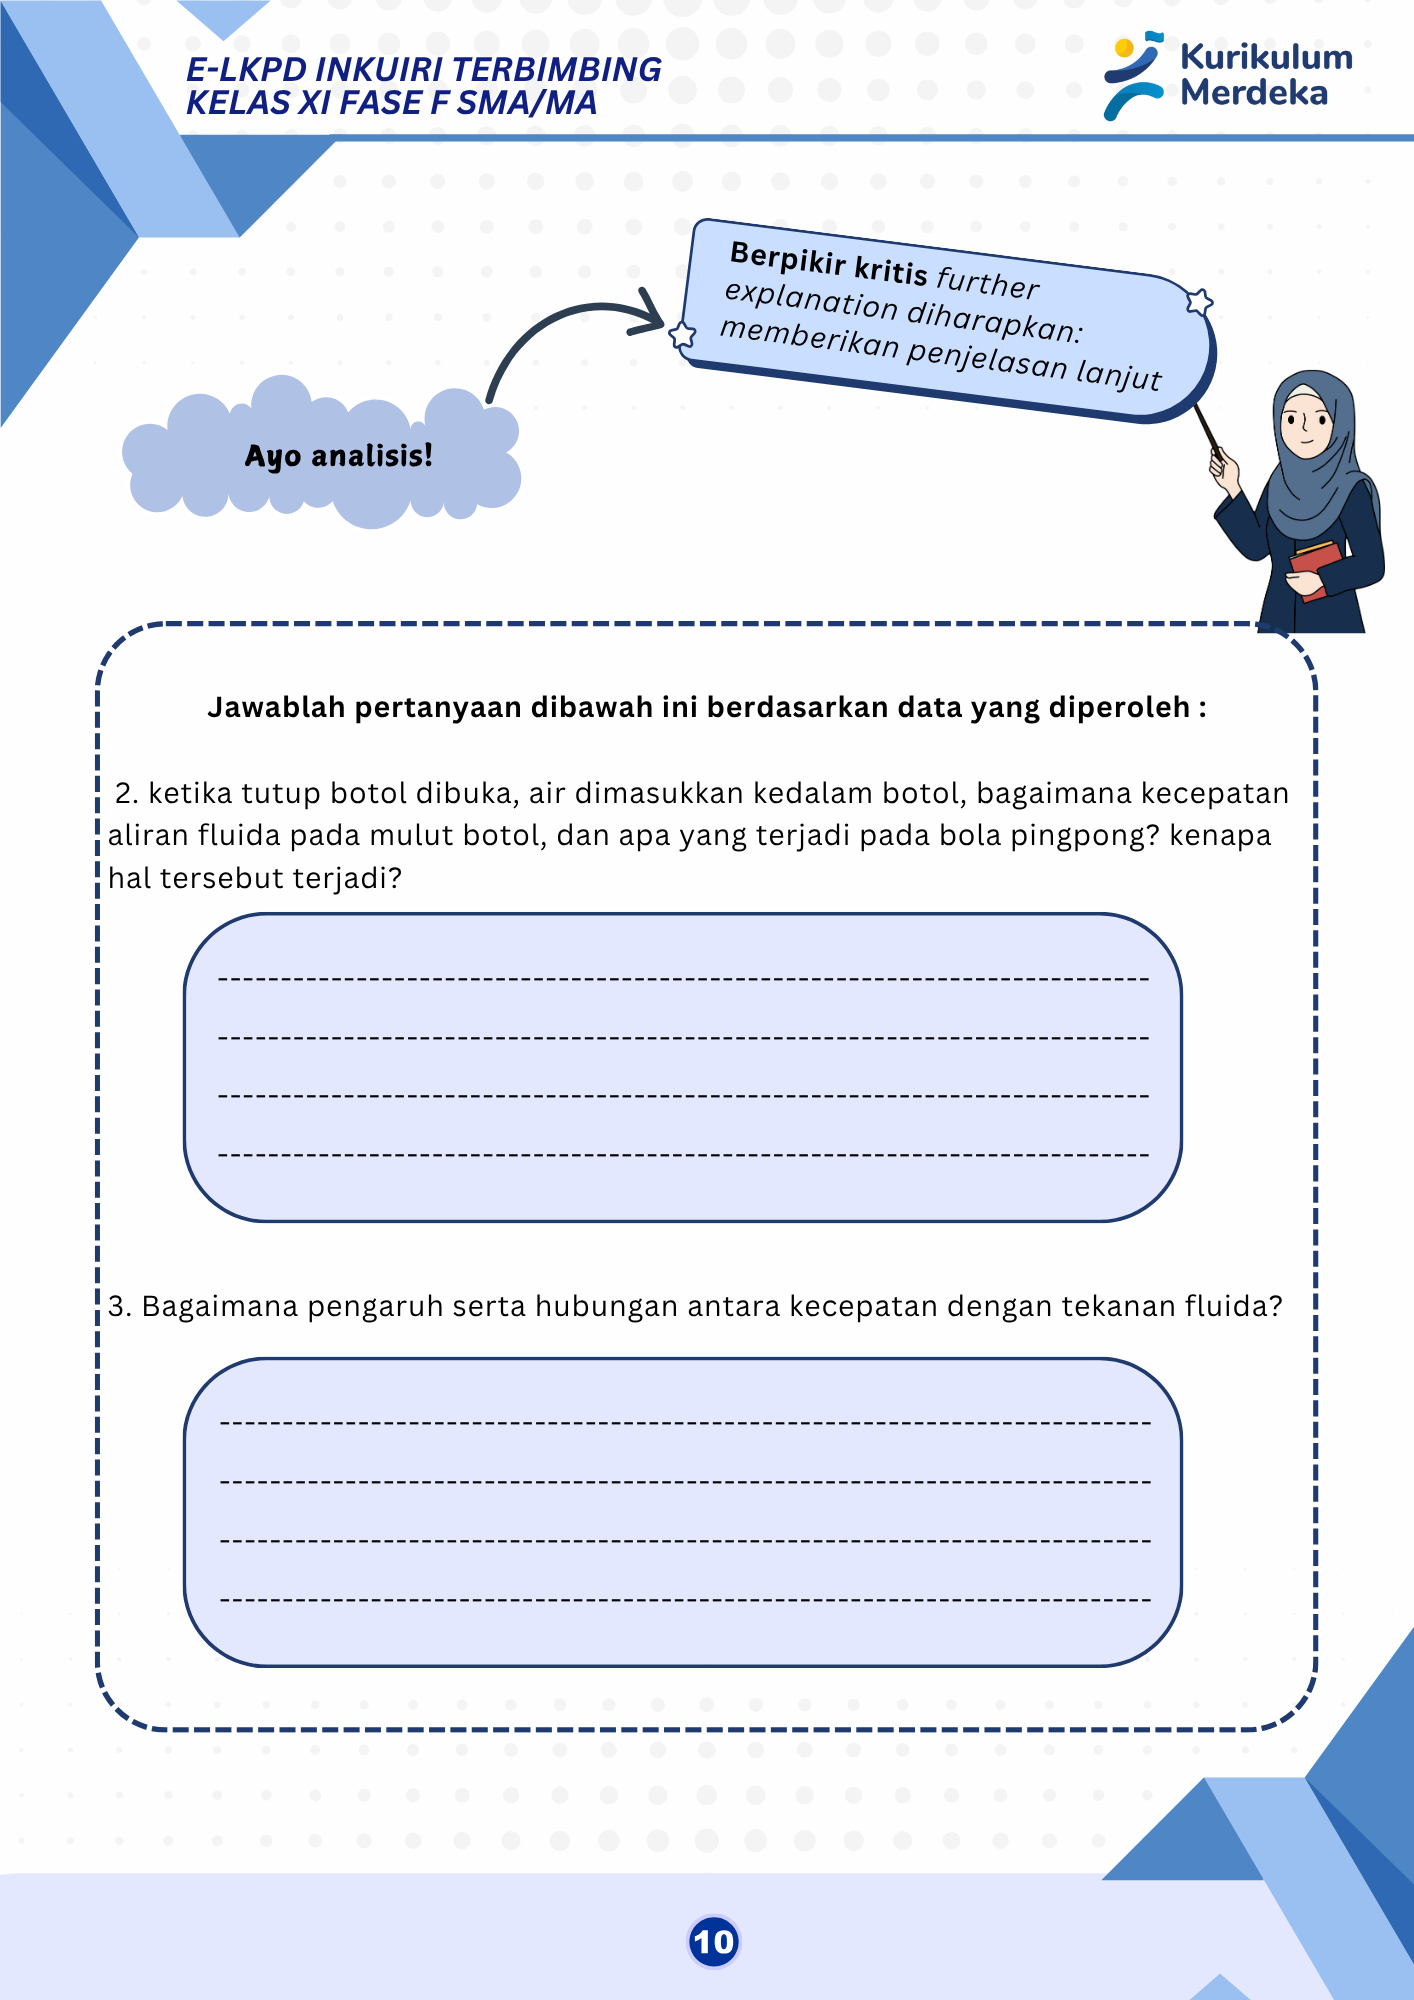 E-LKPD INKUIRI TERBIMBING
KELAS XI FASE F SMA/MA
Kurikulum
Merdeka
Berpikir kritis further
explanation diharapkan:
memberikan penjelasan lanjut
Ayo analisis!
Jawablah pertanyaan dibawah ini berdasarkan data yang diperoleh :
2. ketika tutup botol dibuka, air dimasukkan kedalam botol, bagaimana kecepatan
aliran fluida pada mulut botol, dan apa yang terjadi pada bola pingpong? kenapa
hal tersebut terjadi?
3. Bagaimana pengaruh serta hubungan antara kecepatan dengan tekanan fluida?
10